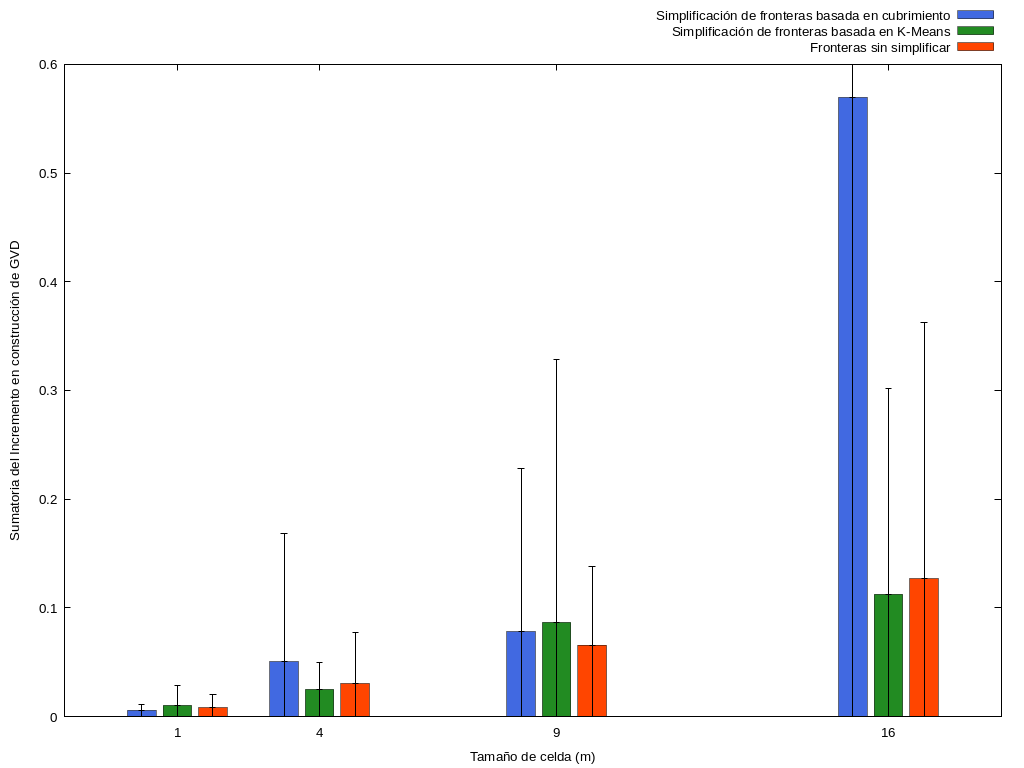 Simplificación de fronteras basada en cubrimiento
Simplificación de fronteras basada en K-Means
Fronteras sin simplificar
0.6
0.5
0.4
0.3
0.2
0.1
0
Sumatoria del Incremento en construcción de GVD
1 4 9 16
Tamaño de celda (m)